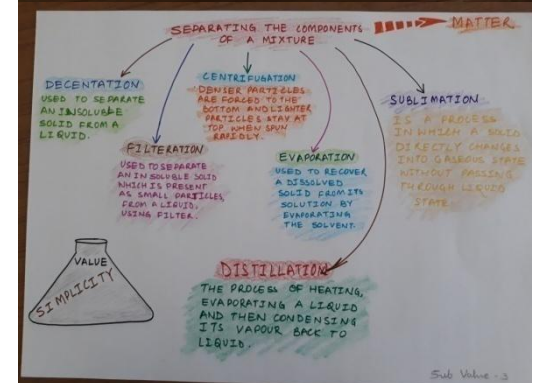 SEPARATING THE COMPONENTS
OF A MIXTURE
MATTER
DECENTATION
USED TO SEPARATE
AN INSOLUBLE
SOLID FROM A
LIQUID.
FILTERATION
USED TO SEPARATE
AN IN SOLUBLE SOLID
WHICH IS PRESENT
AS SMALL PARTICLES,
FROM A LIQUID,
USING FILTER.
CENTRIFUGATION
DENSER PARTICLES
ARE FORCED TO THE
BOTTOM AND LIGHTER
PARTICLES STAY AT
TOP WHEN SPUN
RAPIDLY.
EVAPORATION
USED TO RECOVER
A DISSOLVED
SOLID FROM ITS
SOLUTION BY
EVAPORATING
THE SOLVENT.
SUBLIMATION
IS A PROCESS
IN WHICH A SOLID
DIRECTLY CHANGES
INTO GASEOUS STATE
WITHOUT PASSING
THROUGH LIQUID
STATE.
VALUE
SIMPLICITY
DISTILLATION
THE PROCESS OF HEATING,
EVAPORATING A LIQUID
AND THEN CONDENSING
ITS VAPOUR BACK TO
LIQUID.
Sub Value - 3